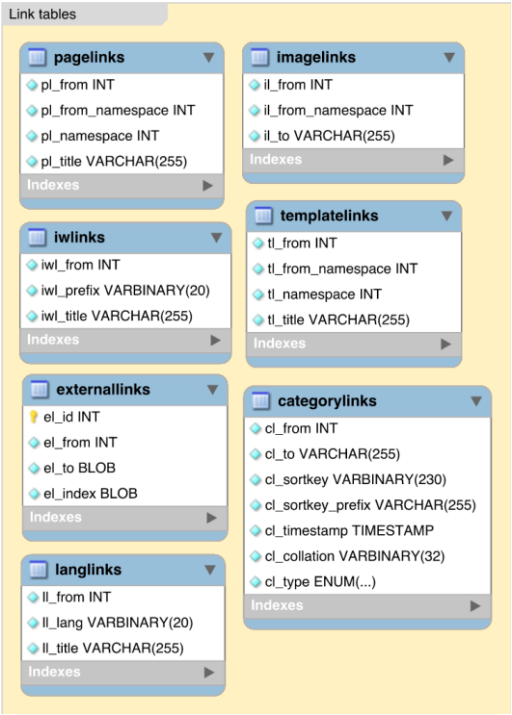 Link tables
pagelinks
pl_from INT
pl_from_namespace INT
pl_namespace INT
pl_title VARCHAR(255)
Indexes
imagelinks
il_from INT
il_from_namespace INT
il_to VARCHAR(255)
Indexes
iwlinks
iwl_from INT
iwl_prefix VARBINARY(20)
iwl_title VARCHAR(255)
Indexes
templatelinks
tl_from INT
tl_from_namespace INT
tl_namespace INT
tl_title VARCHAR(255)
Indexes
externallinks
el_id INT
el_from INT
el_to BLOB
el_index BLOB
Indexes
categorylinks
cl_from INT
cl_to VARCHAR(255)
cl_sortkey VARBINARY(230)
cl_sortkey_prefix VARCHAR(255)
cl_timestamp TIMESTAMP
cl_collation VARBINARY(32)
cl_type ENUM(...)
Indexes
langlinks
ll_from INT
ll_lang VARBINARY(20)
ll_title VARCHAR(255)
Indexes